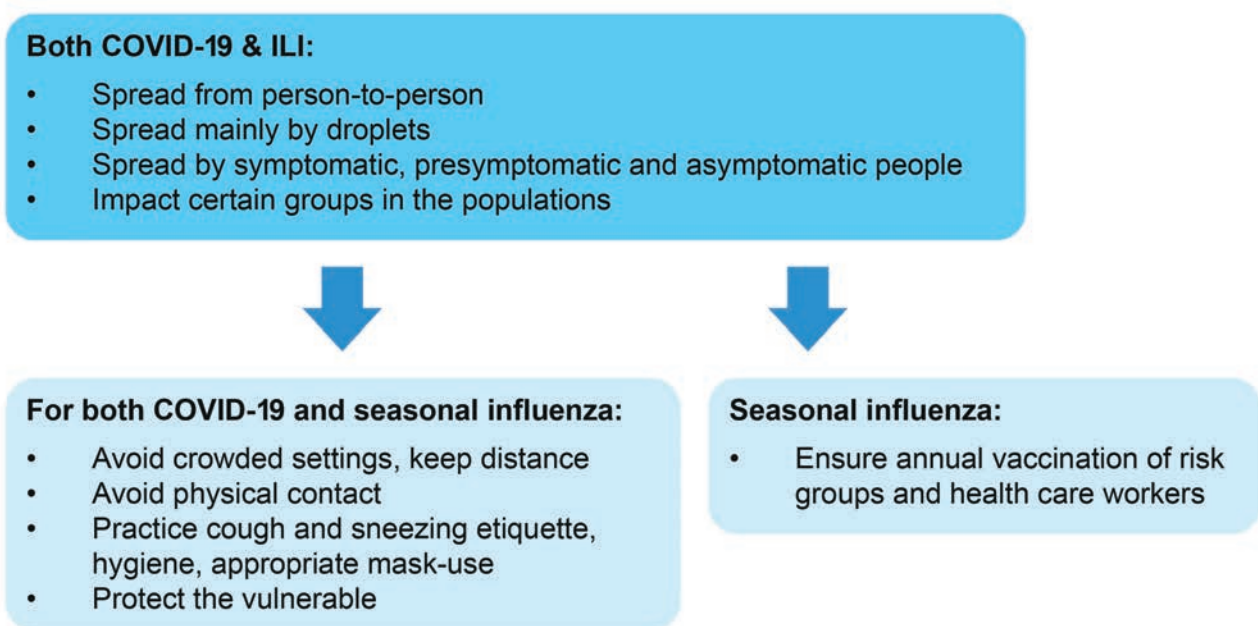 Both COVID-19 & ILI:
• Spread from person-to-person
• Spread mainly by droplets
• Spread by symptomatic, presymptomatic and asymptomatic people
• Impact certain groups in the populations
For both COVID-19 and seasonal influenza:
• Avoid crowded settings, keep distance
• Avoid physical contact
• Practice cough and sneezing etiquette,
hygiene, appropriate mask-use
• Protect the vulnerable
Seasonal influenza:
• Ensure annual vaccination of risk
groups and health care workers